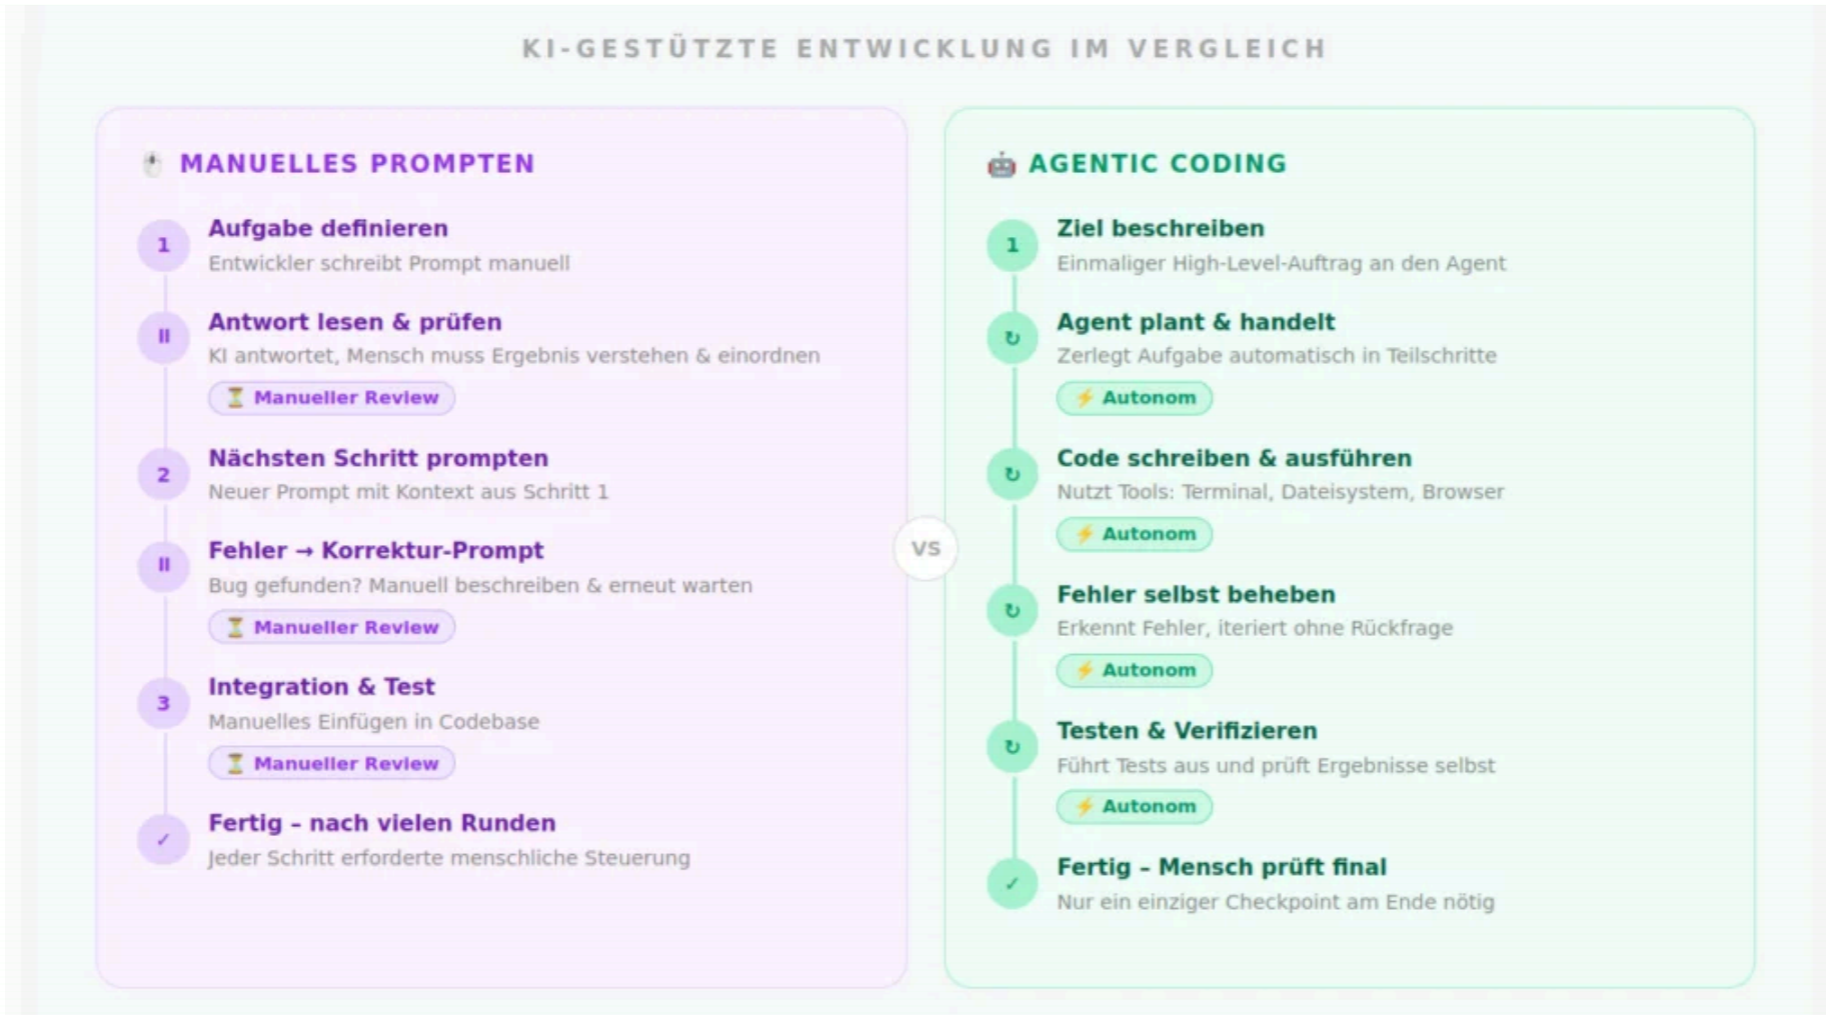 KI-GESTÜTZTE ENTWICKLUNG IM VERGLEICH
MANUELLES PROMPTEN
1
Aufgabe definieren
Entwickler schreibt Prompt manuell
Antwort lesen & prüfen
KI antwortet, Mensch muss Ergebnis verstehen & einordnen
⏳ Manueller Review
2
Nächsten Schritt prompten
Neuer Prompt mit Kontext aus Schritt 1
Fehler → Korrektur-Prompt
Bug gefunden? Manuell beschreiben & erneut warten
⏳ Manueller Review
3
Integration & Test
Manuelles Einfügen in Codebase
⏳ Manueller Review
✓
Fertig – nach vielen Runden
Jeder Schritt erforderte menschliche Steuerung
VS
AGENTIC CODING
1
Ziel beschreiben
Einmaliger High-Level-Auftrag an den Agent
↻
Agent plant & handelt
Zerlegt Aufgabe automatisch in Teilschritte
⚡ Autonom
↻
Code schreiben & ausführen
Nutzt Tools: Terminal, Dateisystem, Browser
⚡ Autonom
↻
Fehler selbst beheben
Erkennt Fehler, iteriert ohne Rückfrage
⚡ Autonom
↻
Testen & Verifizieren
Führt Tests aus und prüft Ergebnisse selbst
⚡ Autonom
✓
Fertig – Mensch prüft final
Nur ein einziger Checkpoint am Ende nötig